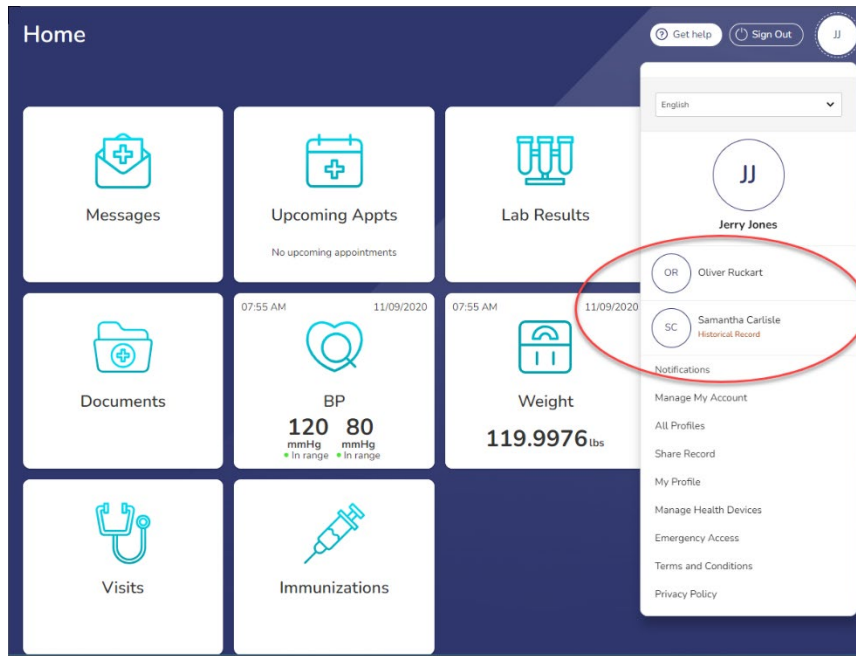 Home
Get help
Sign Out
JJ
English
JJ
Jerry Jones
OR
Oliver Ruckart
SC
Samantha Carlisle
Historical Record
Notifications
Manage My Account
All Profiles
Share Record
My Profile
Manage Health Devices
Emergency Access
Terms and Conditions
Privacy Policy
Messages
Upcoming Appts
No upcoming appointments
Lab Results
Documents
07:55 AM 11/09/2020
BP
120 80
mmHg mmHg
In range In range
07:55 AM 11/09/2020
Weight
119.9976 lbs
Visits
Immunizations